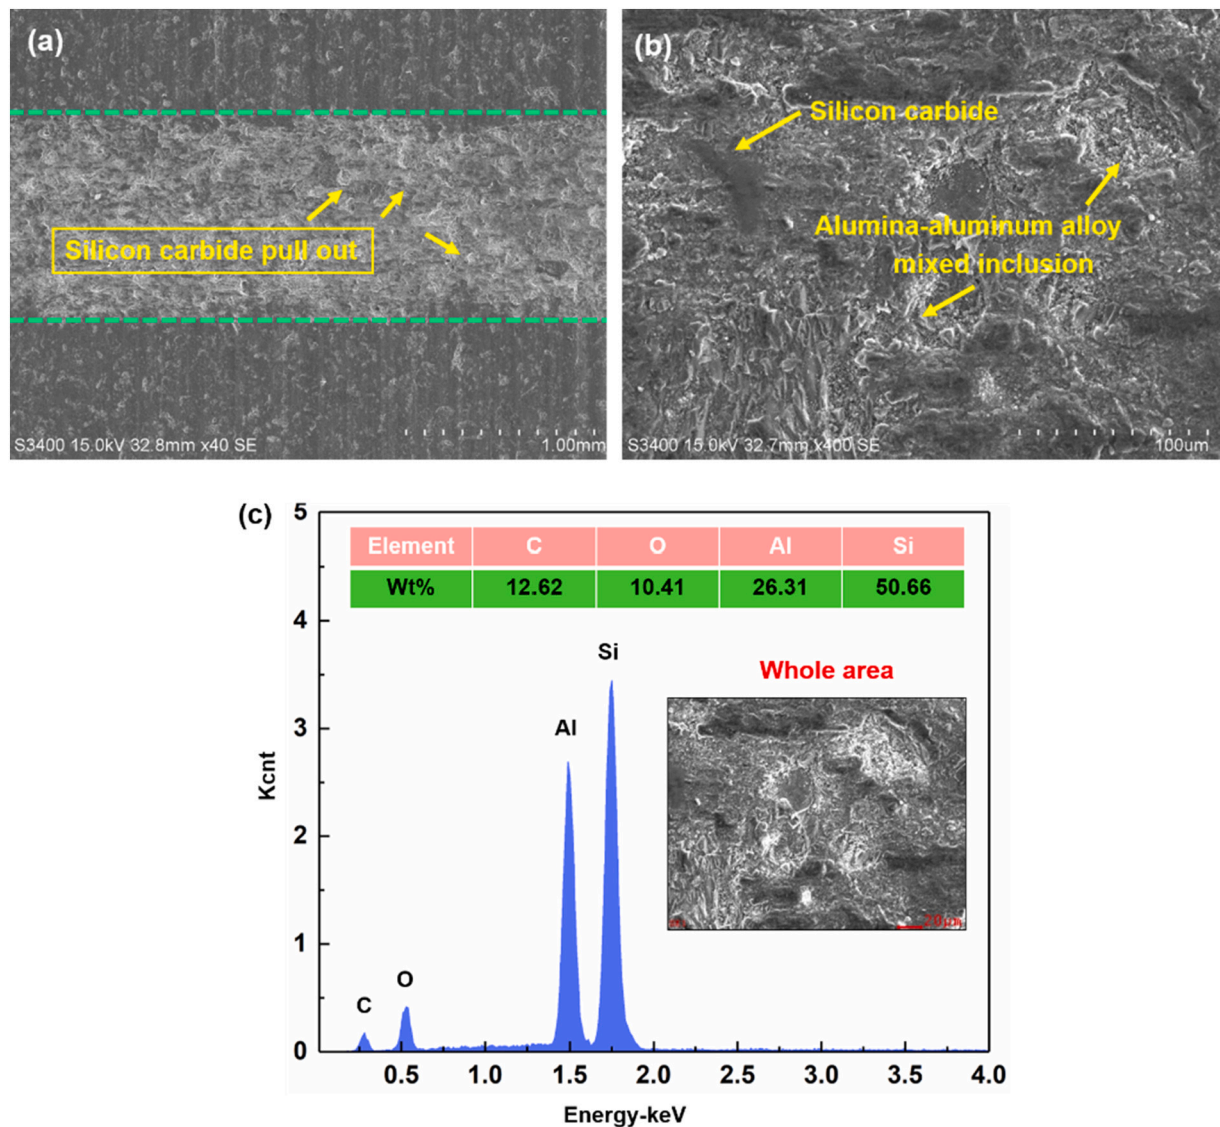 (a)
Silicon carbide pull out
S3400 15.0kV 32.8mm x40 SE 1.00mm
(b)
Silicon carbide
Alumina-aluminum alloy
mixed inclusion
S3400 15.0kV 32.7mm x400 SE 100um
(c)
5
4
3
2
1
0
Kcnt
Element C O Al Si
Wt% 12.62 10.41 26.31 50.66
Si
Al
O
C
Whole area
20μm
0.5 1.0 1.5 2.0 2.5 3.0 3.5 4.0
Energy-keV